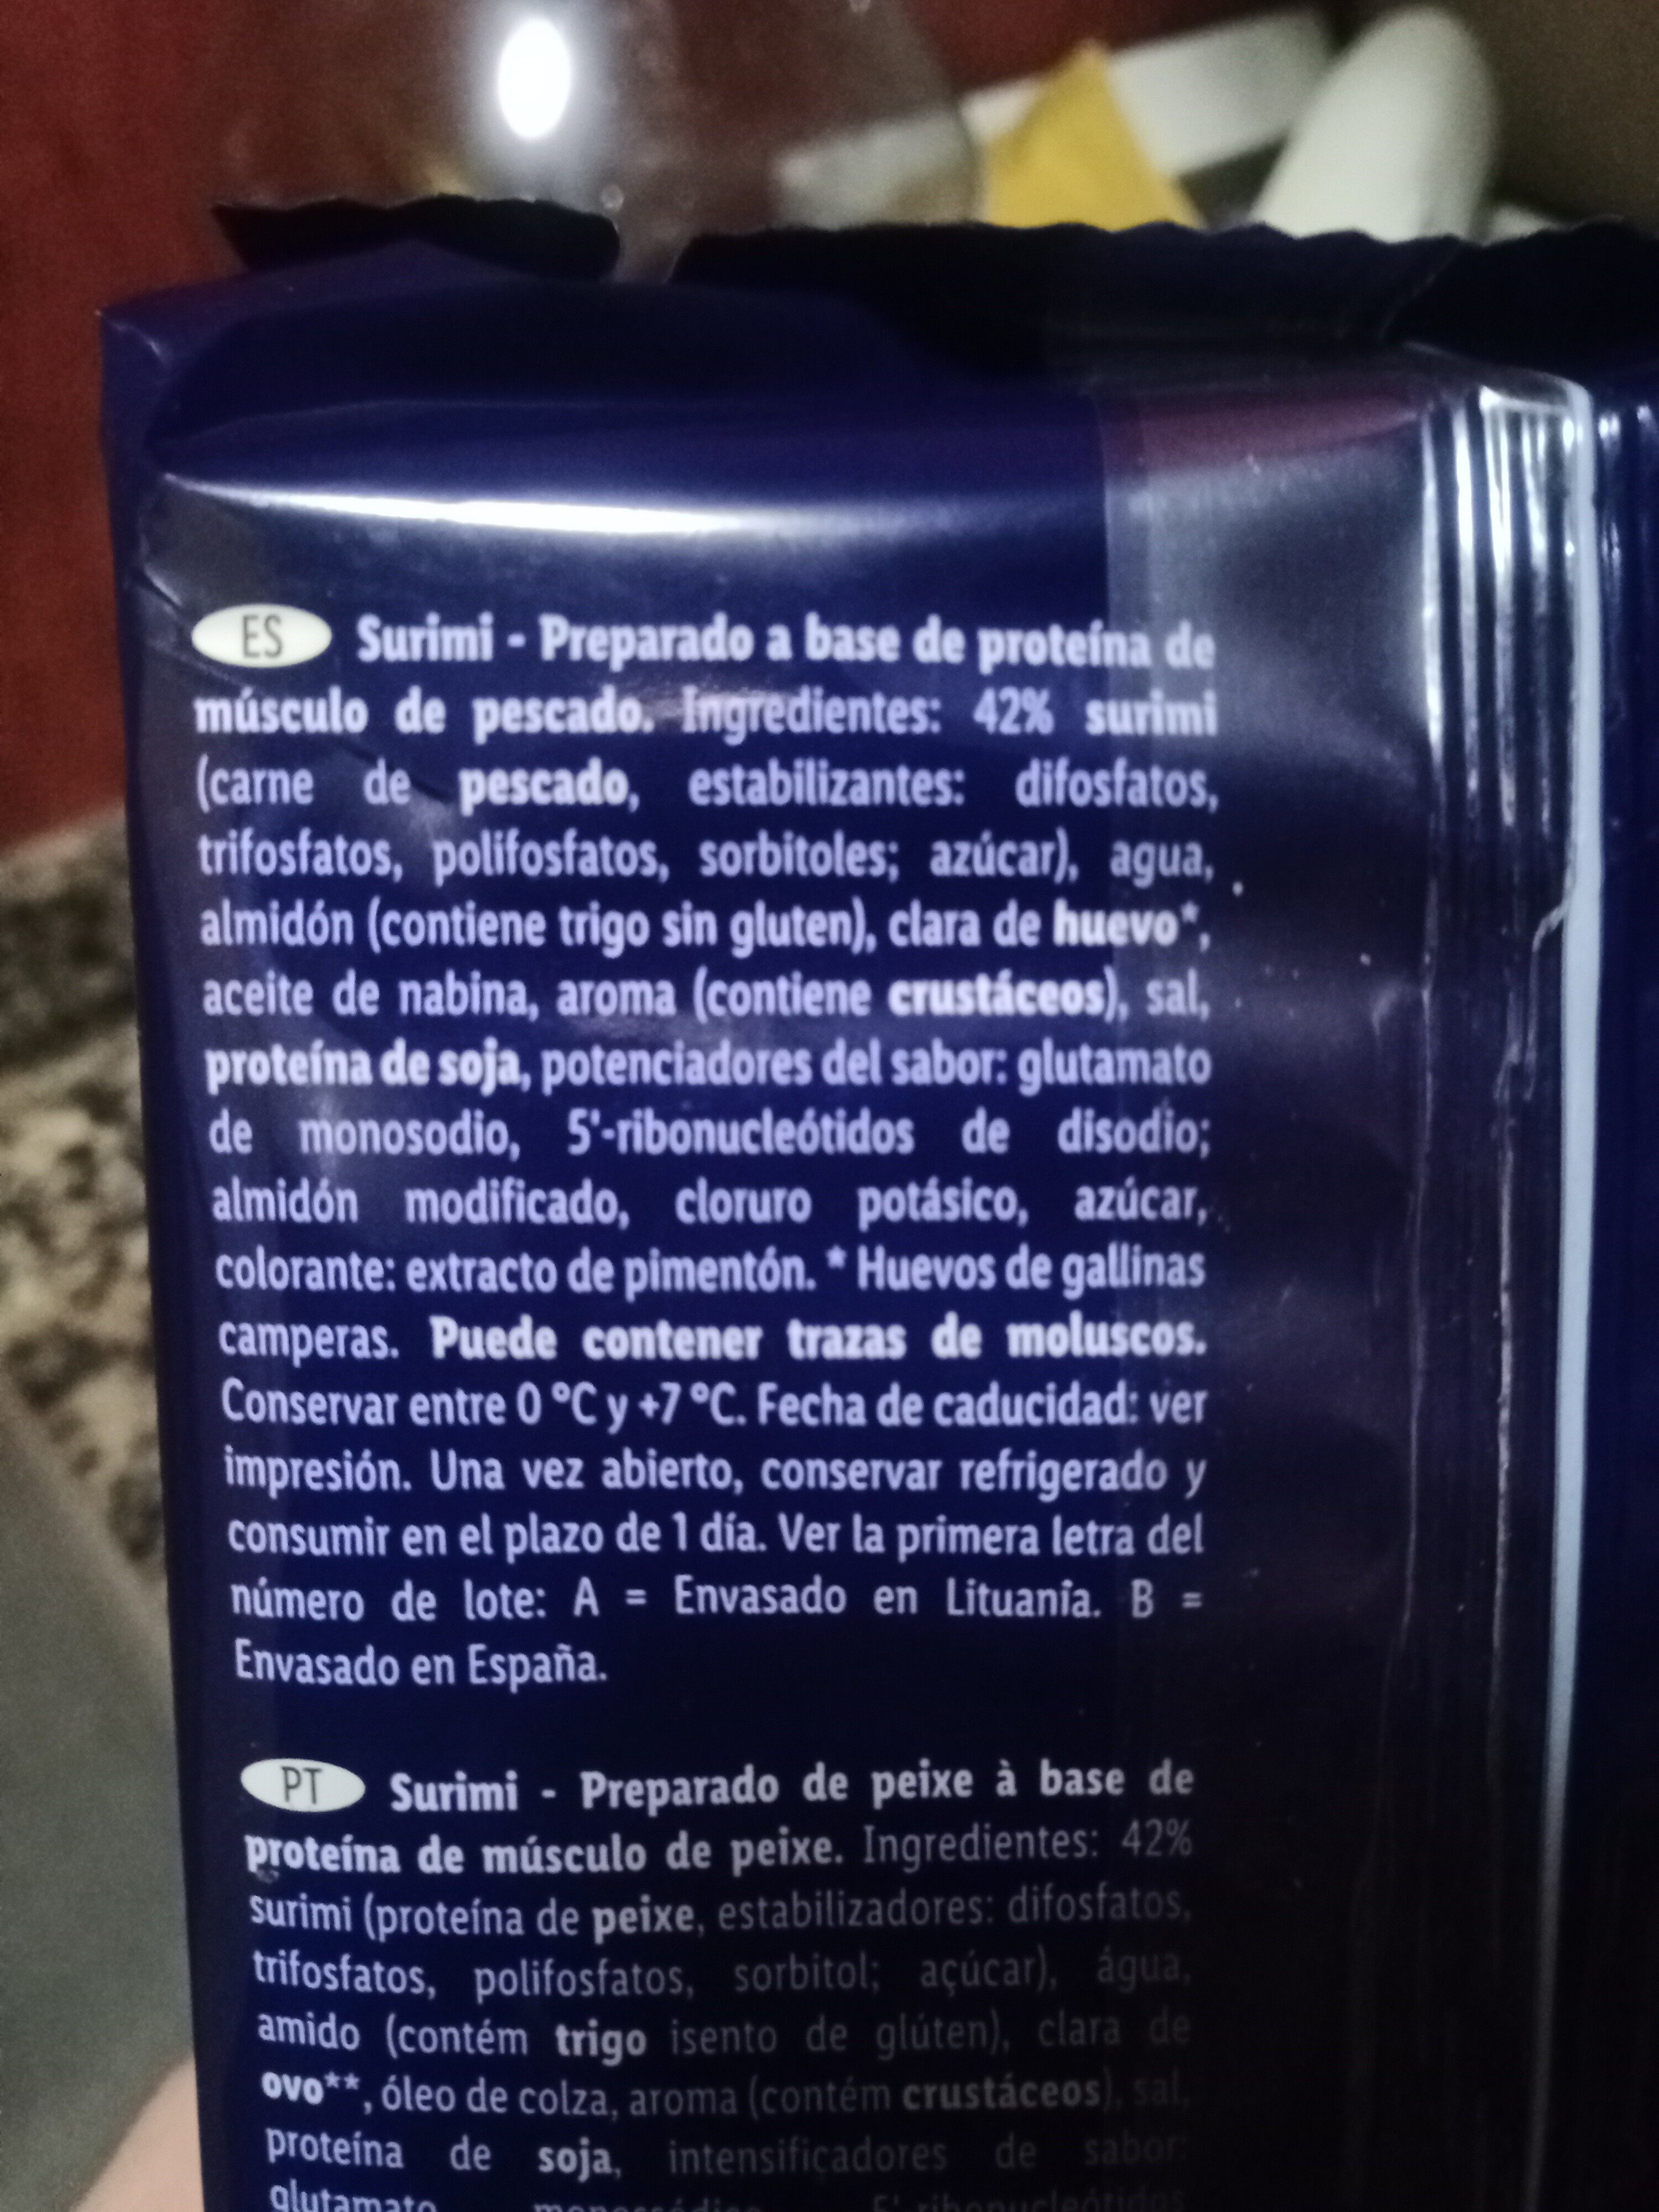 ES Surimi - Preparado a base de proteína de
músculo de pescado. Ingredientes: 42% surimi
(carne de pescado, estabilizantes: difosfatos,
trifosfatos, polifosfatos, sorbitoles; azúcar), agua,
almidón (contiene trigo sin gluten), clara de huevo*,
aceite de nabina, aroma (contiene crustáceos), sal,
proteína de soja, potenciadores del sabor: glutamato
de monosodio, 5'-ribonucleótidos de disodio;
almidón modificado, cloruro potásico, azúcar,
colorante: extracto de pimentón. * Huevos de gallinas
camperas. Puede contener trazas de moluscos.
Conservar entre 0 °C y +7 °C. Fecha de caducidad: ver
impresión. Una vez abierto, conservar refrigerado y
consumir en el plazo de 1 día. Ver la primera letra del
número de lote: A = Envasado en Lituania. B =
Envasado en España.
PT Surimi - Preparado de peixe à base de
proteína de músculo de peixe. Ingredientes: 42%
surimi (proteína de peixe, estabilizadores: difosfatos,
trifosfatos, polifosfatos, sorbitol; açúcar), água,
amido (contém trigo isento de glúten), clara de
ovo**, óleo de colza, aroma (contém crustáceos), sal,
proteína de soja, intensificadores de sabor:
glutamato monossódico, 5'-ribonucleótidos